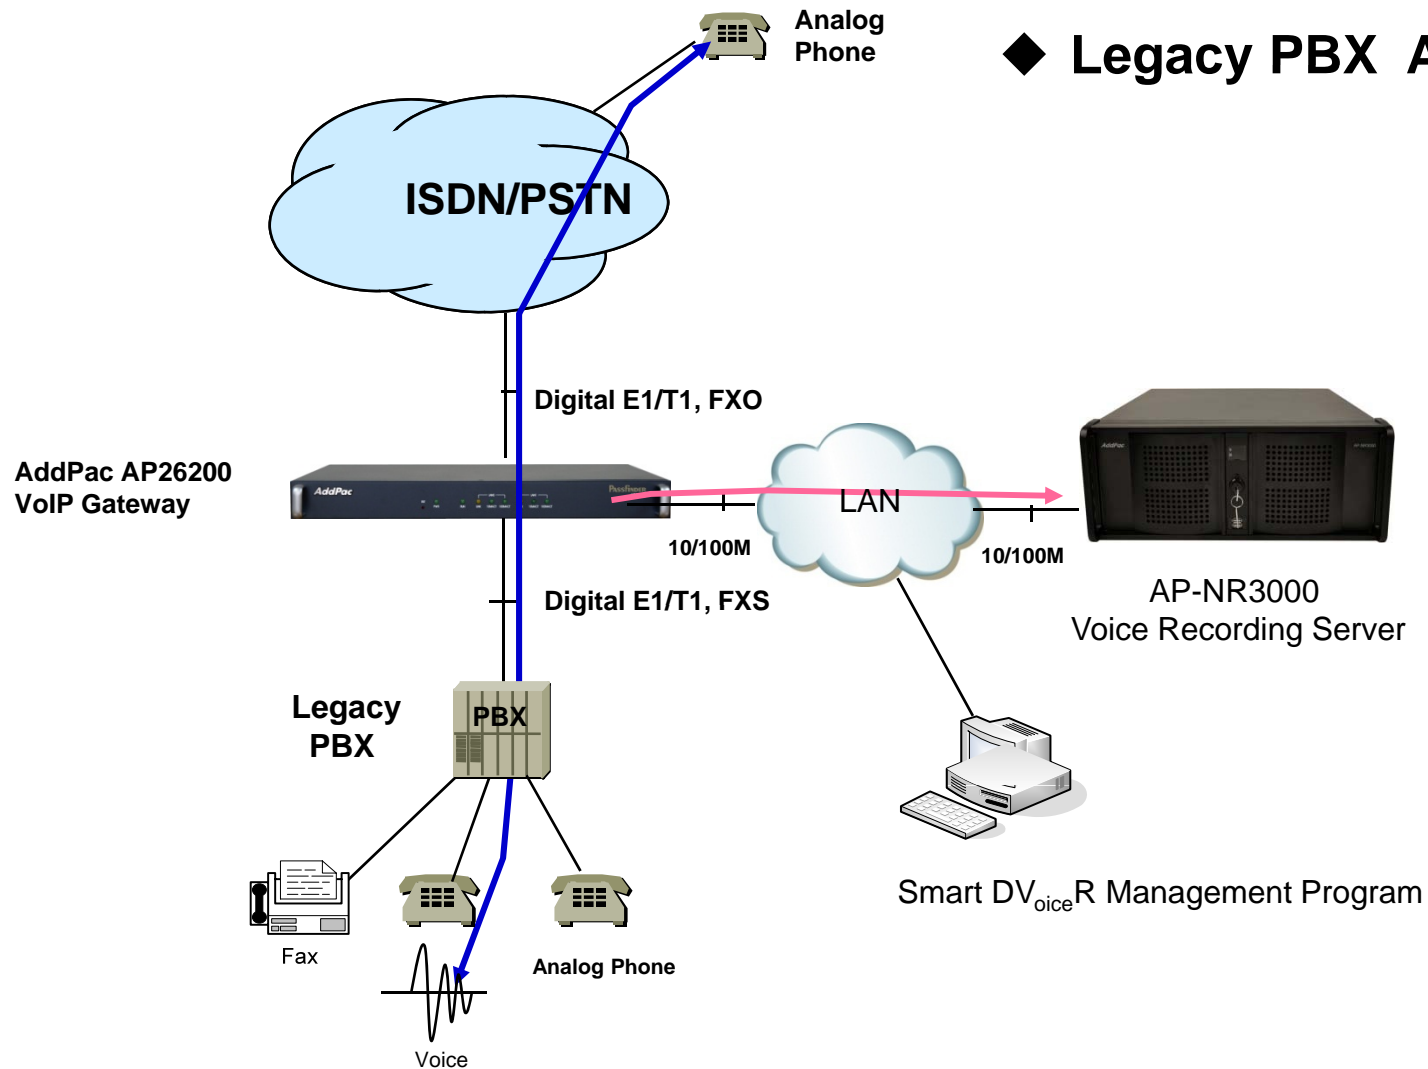 Analog
Phone
◆ Legacy PBX A
ISDN/PSTN
Digital E1/T1, FXO
AddPac AP26200
VoIP Gateway
AddPac
PassFinder
LAN
AddPac
10/100M
10/100M
AP-NR3000
Voice Recording Server
Digital E1/T1, FXS
Legacy
PBX
PBX
Smart DVoiceR Management Program
Fax
Analog Phone
Voice